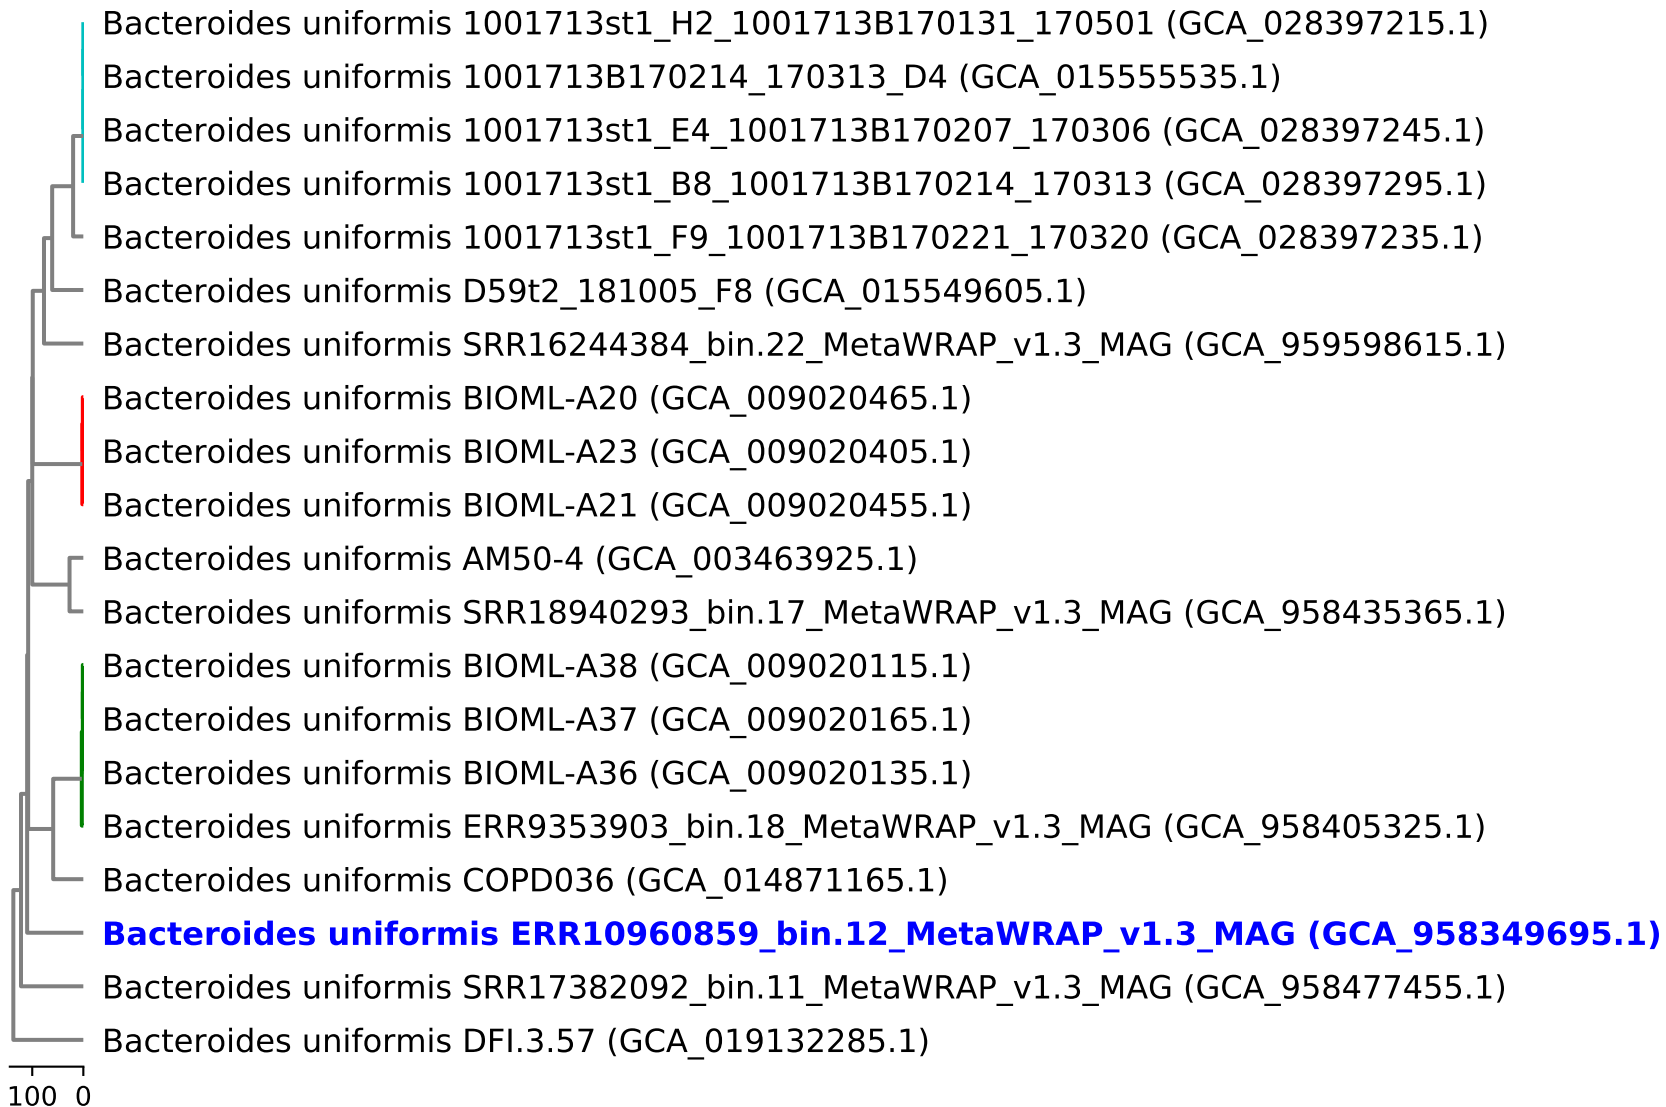 Bacteroides uniformis 1001713st1_H2_1001713B170131_170501 (GCA_028397215.1)
Bacteroides uniformis 1001713B170214_170313_D4 (GCA_015555535.1)
Bacteroides uniformis 1001713st1_E4_1001713B170207_170306 (GCA_028397245.1)
Bacteroides uniformis 1001713st1_B8_1001713B170214_170313 (GCA_028397295.1)
Bacteroides uniformis 1001713st1_F9_1001713B170221_170320 (GCA_028397235.1)
Bacteroides uniformis D59t2_181005_F8 (GCA_015549605.1)
Bacteroides uniformis SRR16244384_bin.22_MetaWRAP_v1.3_MAG (GCA_959598615.1)
Bacteroides uniformis BIOML-A20 (GCA_009020465.1)
Bacteroides uniformis BIOML-A23 (GCA_009020405.1)
Bacteroides uniformis BIOML-A21 (GCA_009020455.1)
Bacteroides uniformis AM50-4 (GCA_003463925.1)
Bacteroides uniformis SRR18940293_bin.17_MetaWRAP_v1.3_MAG (GCA_958435365.1)
Bacteroides uniformis BIOML-A38 (GCA_009020115.1)
Bacteroides uniformis BIOML-A37 (GCA_009020165.1)
Bacteroides uniformis BIOML-A36 (GCA_009020135.1)
Bacteroides uniformis ERR9353903_bin.18_MetaWRAP_v1.3_MAG (GCA_958405325.1)
Bacteroides uniformis COPD036 (GCA_014871165.1)
Bacteroides uniformis ERR10960859_bin.12_MetaWRAP_v1.3_MAG (GCA_958349695.1)
Bacteroides uniformis SRR17382092_bin.11_MetaWRAP_v1.3_MAG (GCA_958477455.1)
Bacteroides uniformis DFI.3.57 (GCA_019132285.1)
100 0